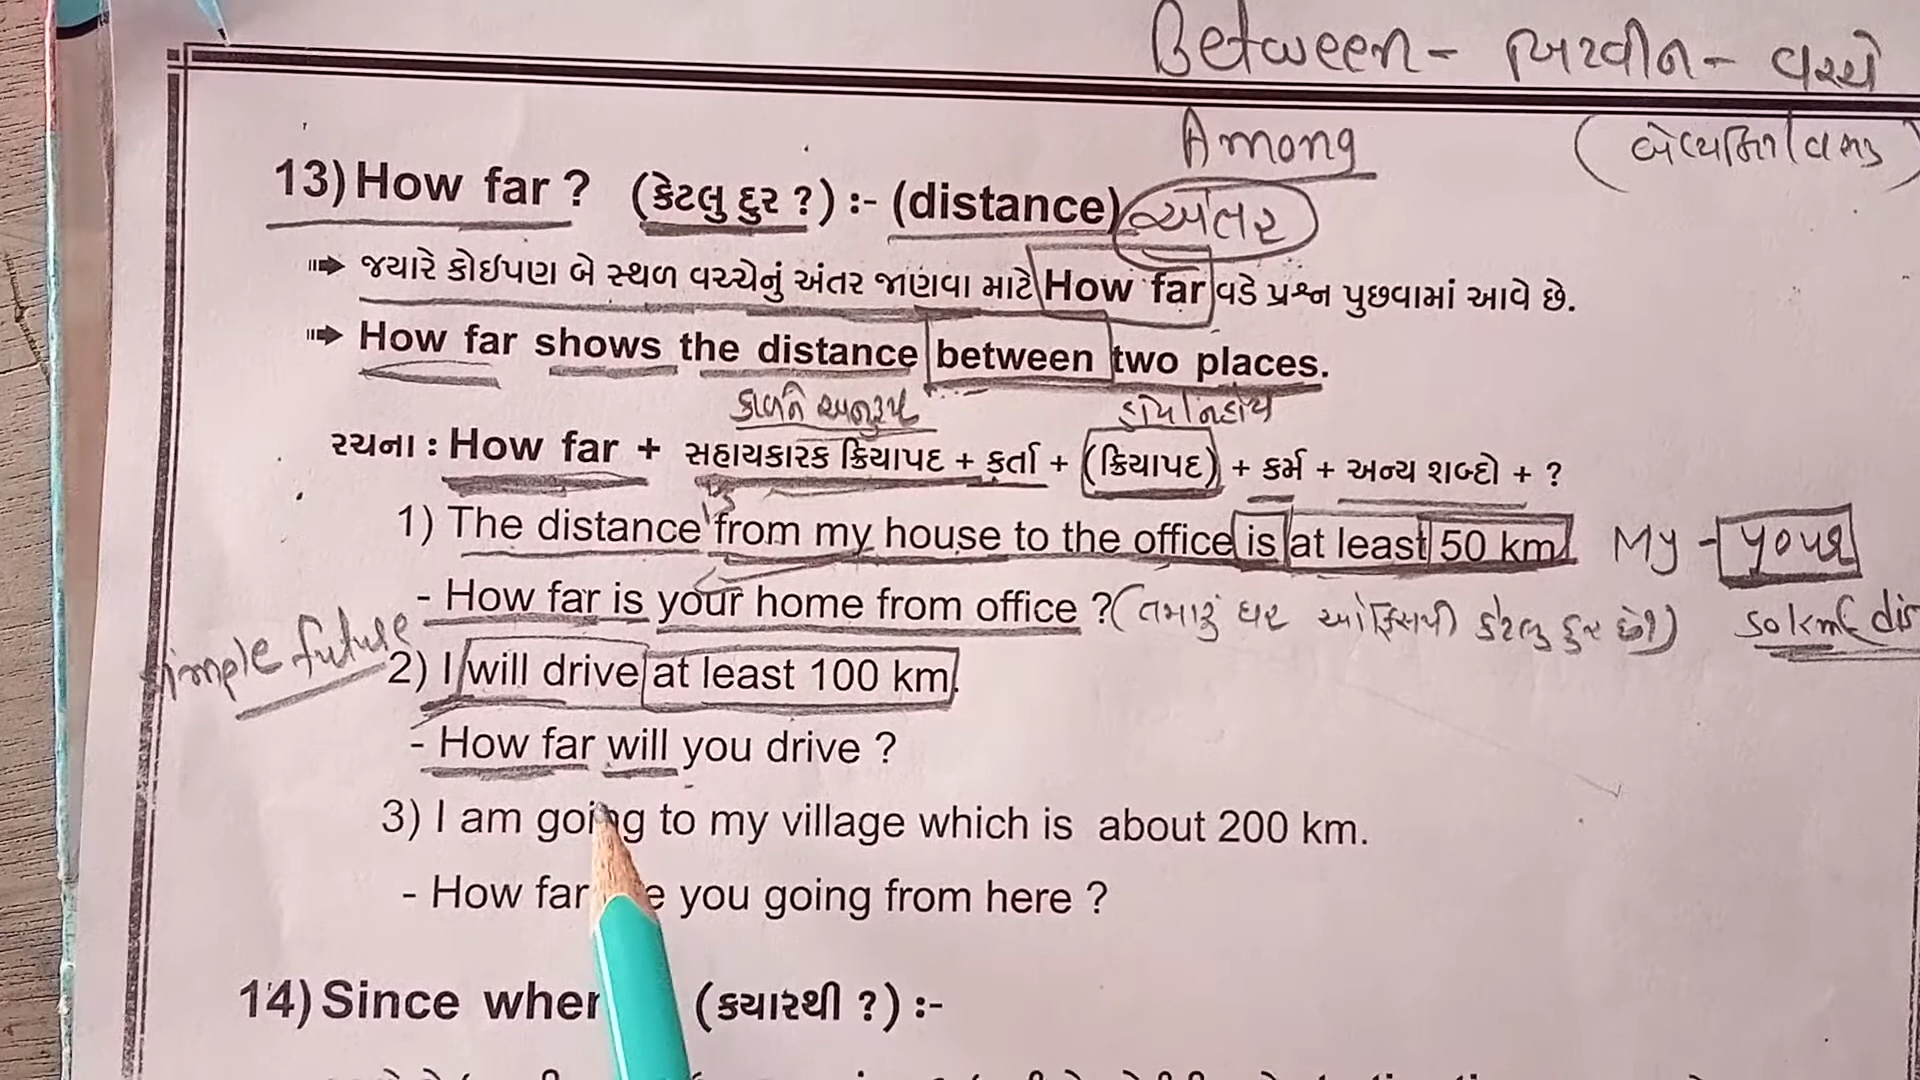 Between - બિટવીન - વચ્ચે
Among
13) How far ? (કેટલુ દુર ?) :- (distance) અંતર
➠ જયારે કોઈપણ બે સ્થળ વચ્ચેનું અંતર જાણવા માટે How far વડે પ્રશ્ન પુછવામાં આવે છે.
➠ How far shows the distance between two places.
કાળને અનુરૂપ હોય/ન હોય
રચના : How far + સહાયકારક ક્રિયાપદ + કર્તા + (ક્રિયાપદ) + કર્મ + અન્ય શબ્દો + ?
1) The distance from my house to the office is at least 50 km. My - your
- How far is your home from office ? (તમારું ઘર ઓફિસથી કેટલુ દુર છે?) 50 km
simple future
2) I will drive at least 100 km.
- How far will you drive ?
3) I am going to my village which is about 200 km.
- How far you going from here ?
14) Since (કયારથી ?) :-